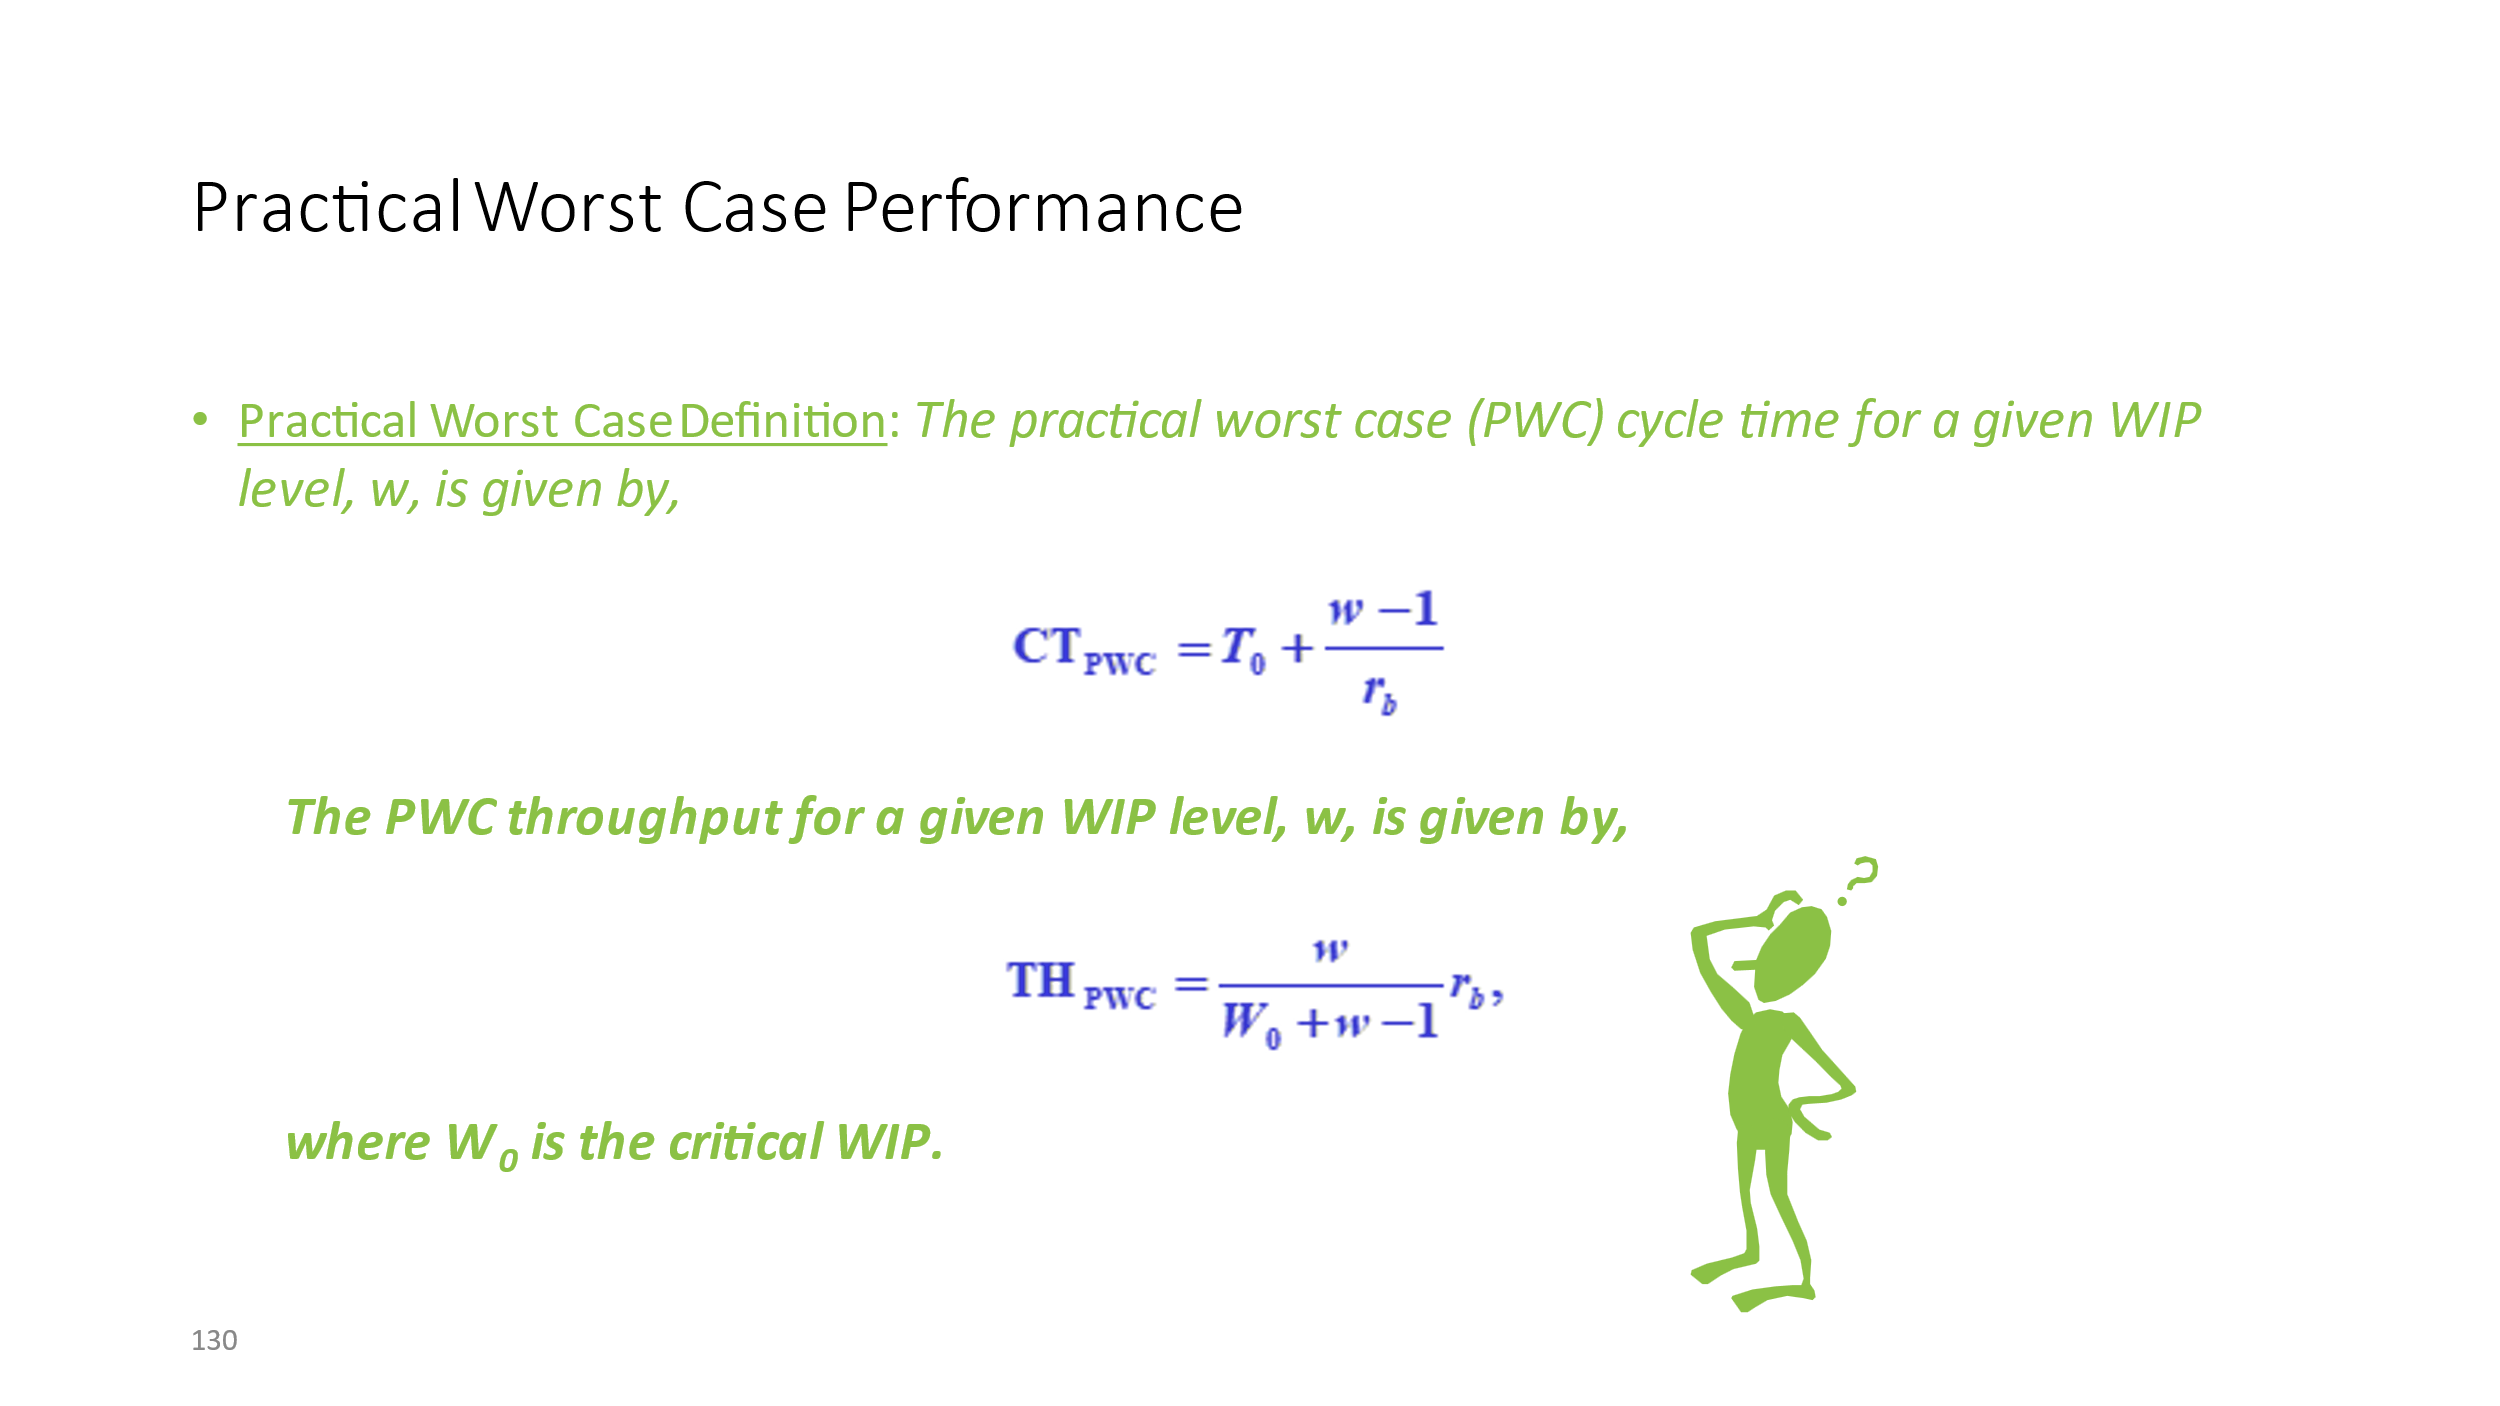 Practical Worst Case Performance
• Practical Worst Case Definition: The practical worst case (PWC) cycle time for a given WIP
level, w, is given by,
CT_PWC = T_0 + (w − 1) / r_b
The PWC throughput for a given WIP level, w, is given by,
TH_PWC = w / (W_0 + w − 1) r_b,
?
where W_0 is the critical WIP.
130